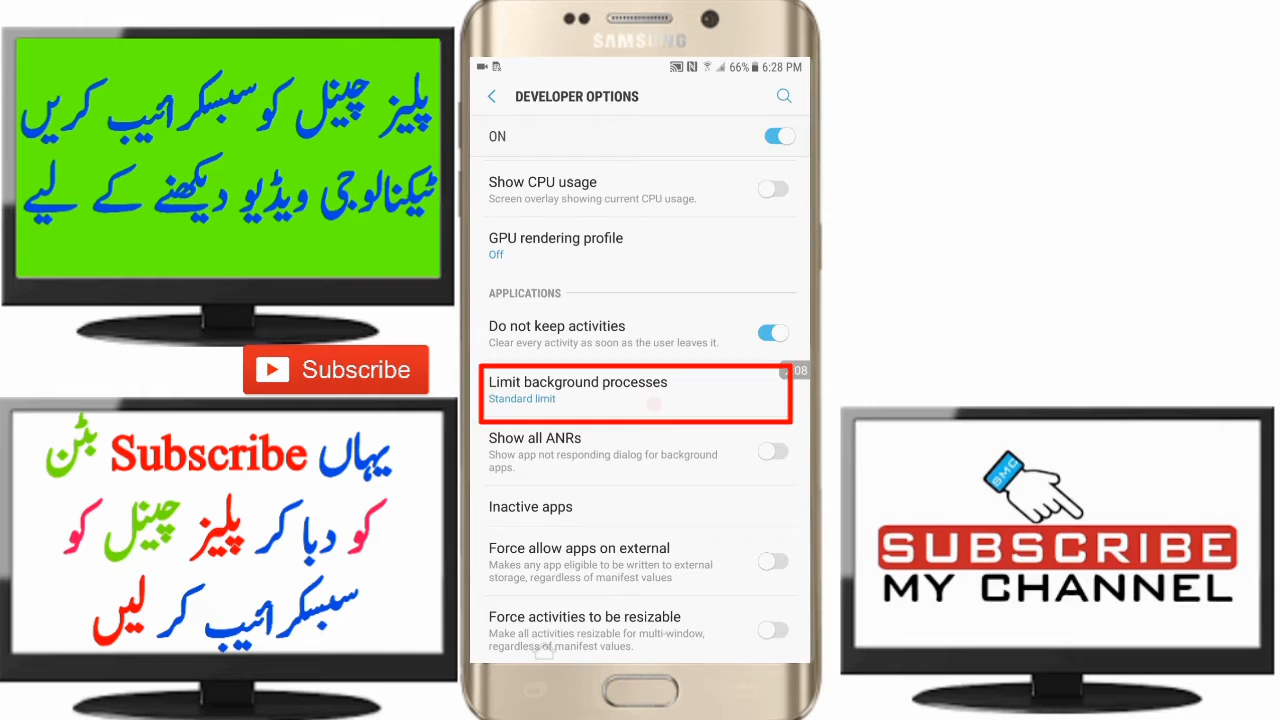 پلیز چینل کو سبسکرائیب کریں
ٹیکنالوجی ویڈیو دیکھنے کے لیے
Subscribe
یہاں Subscribe بٹن
کو دبا کر پلیز چینل کو
سبسکرائیب کر لیں
SAMSUNG
66% 6:28 PM
DEVELOPER OPTIONS
ON
Show CPU usage
Screen overlay showing current CPU usage.
GPU rendering profile
Off
APPLICATIONS
Do not keep activities
Clear every activity as soon as the user leaves it.
Limit background processes
Standard limit
Show all ANRs
Show app not responding dialog for background
apps.
Inactive apps
Force allow apps on external
Makes any app eligible to be written to external
storage, regardless of manifest values
Force activities to be resizable
Make all activities resizable for multi-window,
regardless of manifest values.
SMC
SUBSCRIBE
MY CHANNEL